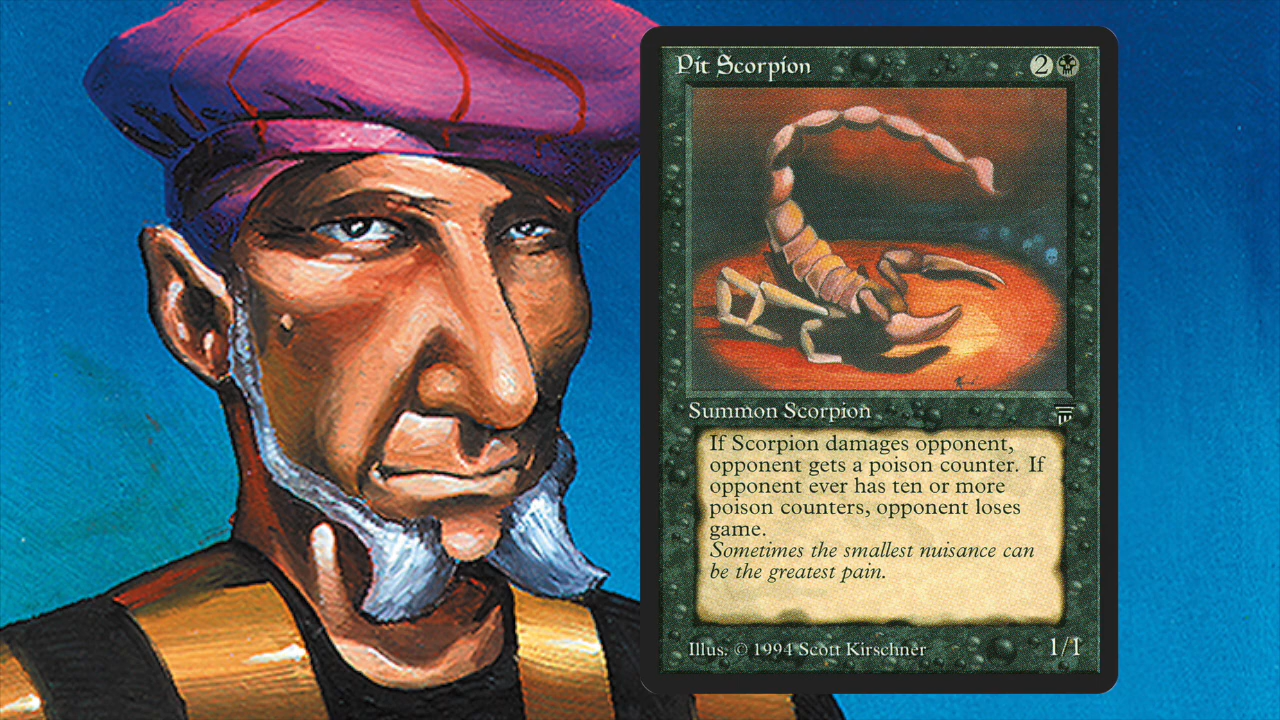 Pit Scorpion 2
Summon Scorpion
If Scorpion damages opponent,
opponent gets a poison counter. If
opponent ever has ten or more
poison counters, opponent loses
game.
Sometimes the smallest nuisance can
be the greatest pain.
Illus. © 1994 Scott Kirschner 1/1